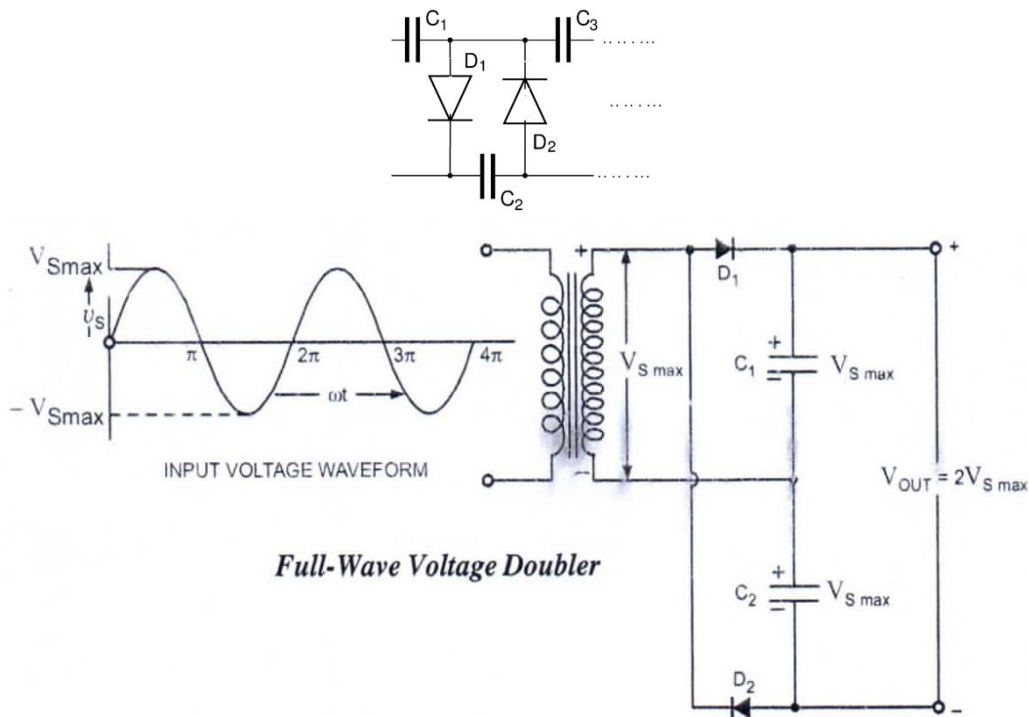 C1 C3
D1
D2
C2
VSmax
υS
π 2π 3π 4π
ωt
– VSmax
INPUT VOLTAGE WAVEFORM
Full-Wave Voltage Doubler
+
–
VS max
D1
+
C1 VS max
–
+
C2 VS max
–
D2
+
VOUT = 2VS max
–